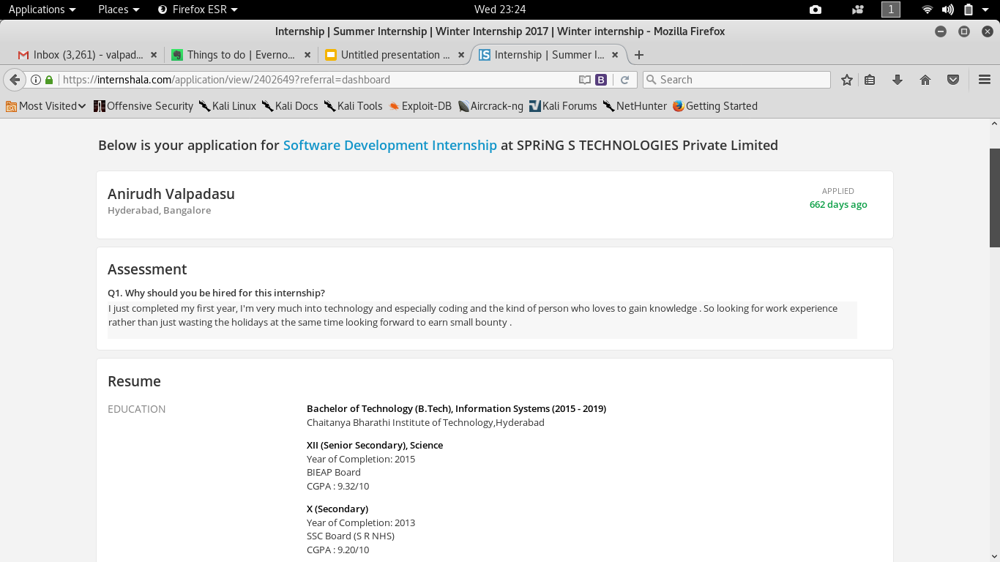 Applications Places Firefox ESR Wed 23:24 1
Internship | Summer Internship | Winter Internship 2017 | Winter internship - Mozilla Firefox
Inbox (3,261) - valpad... Things to do | Everno... Untitled presentation ... Internship | Summer I...
https://internshala.com/application/view/2402649?referral=dashboard B Search
Most Visited Offensive Security Kali Linux Kali Docs Kali Tools Exploit-DB Aircrack-ng Kali Forums NetHunter Getting Started
Below is your application for Software Development Internship at SPRiNG S TECHNOLOGIES Private Limited
Anirudh Valpadasu
Hyderabad, Bangalore
APPLIED
662 days ago
Assessment
Q1. Why should you be hired for this internship?
I just completed my first year, I'm very much into technology and especially coding and the kind of person who loves to gain knowledge . So looking for work experience
rather than just wasting the holidays at the same time looking forward to earn small bounty .
Resume
EDUCATION
Bachelor of Technology (B.Tech), Information Systems (2015 - 2019)
Chaitanya Bharathi Institute of Technology,Hyderabad
XII (Senior Secondary), Science
Year of Completion: 2015
BIEAP Board
CGPA : 9.32/10
X (Secondary)
Year of Completion: 2013
SSC Board (S R NHS)
CGPA : 9.20/10